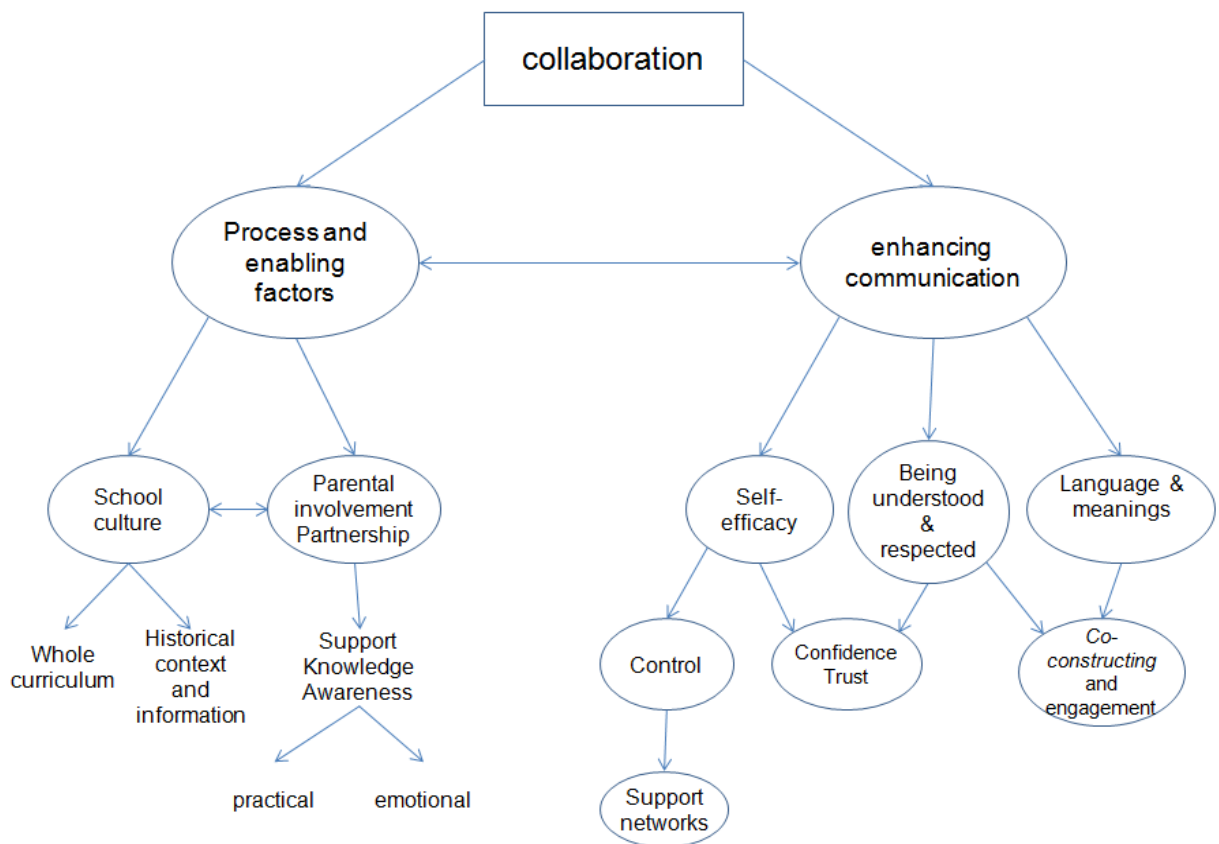 collaboration
Process and
enabling
factors
enhancing
communication
School
culture
Parental
involvement
Partnership
Self-
efficacy
Being
understood
&
respected
Language &
meanings
Whole
curriculum
Historical
context
and
information
Support
Knowledge
Awareness
Control
Confidence
Trust
Co-
constructing
and
engagement
practical
emotional
Support
networks